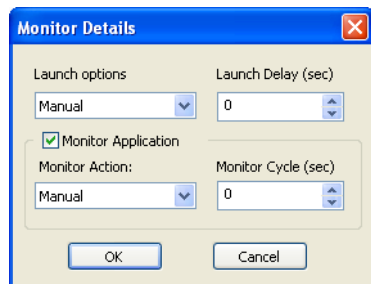 Monitor Details
Launch options Launch Delay (sec)
Manual 0
Monitor Application
Monitor Action: Monitor Cycle (sec)
Manual 0
OK Cancel